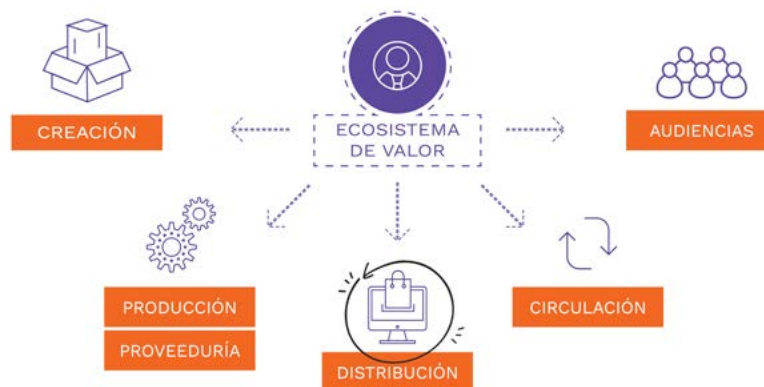 ECOSISTEMA
DE VALOR
CREACIÓN
AUDIENCIAS
PRODUCCIÓN
PROVEEDURÍA
DISTRIBUCIÓN
CIRCULACIÓN